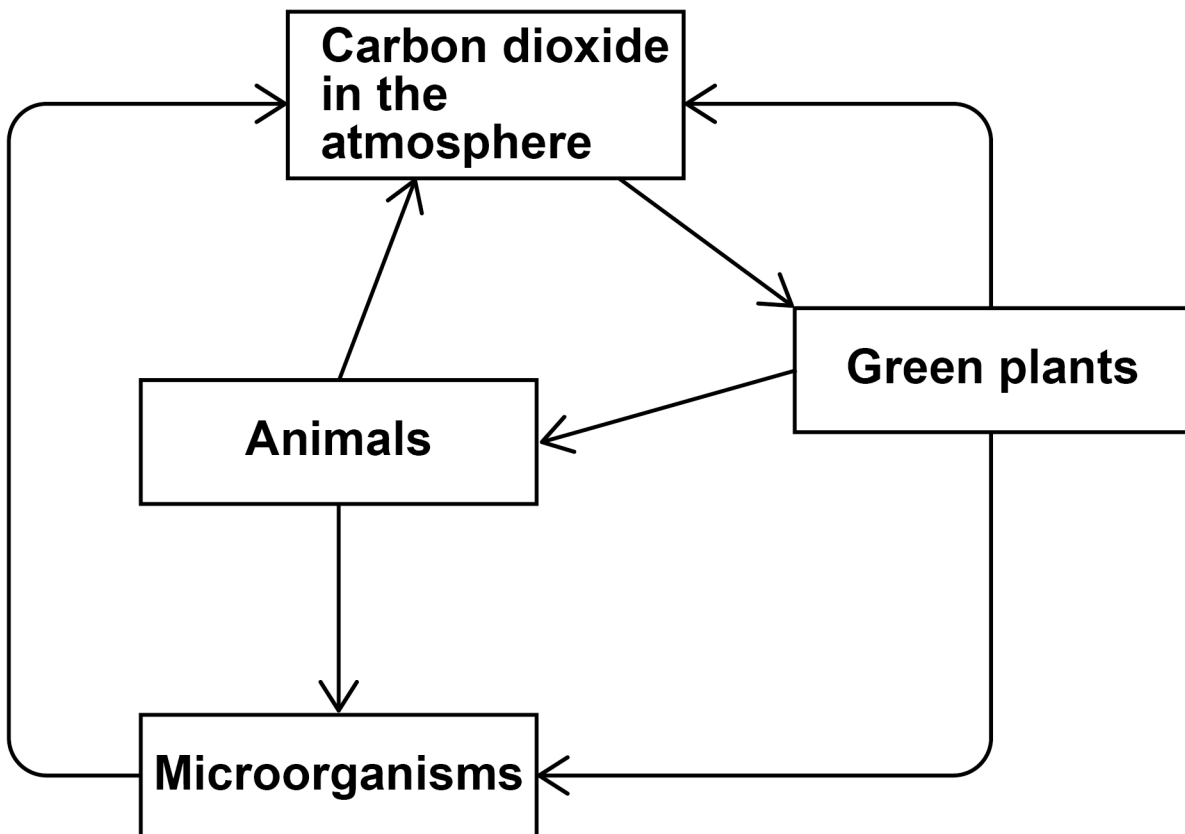 Carbon dioxide
in the
atmosphere
Green plants
Animals
Microorganisms